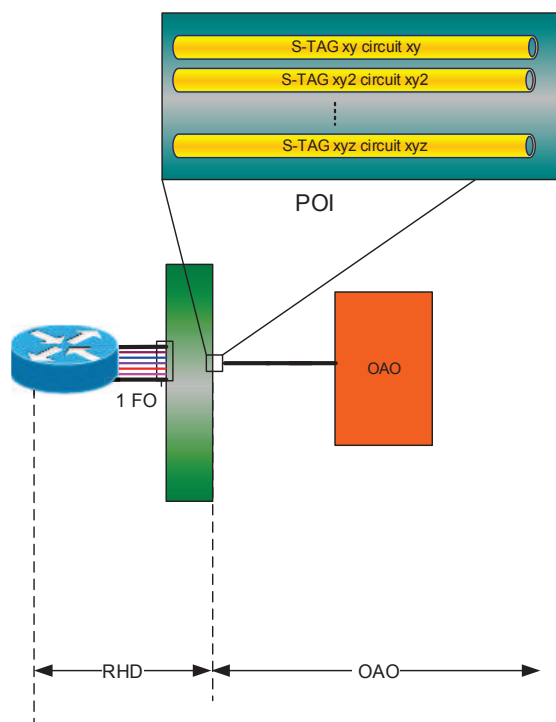 S-TAG xy circuit xy
S-TAG xy2 circuit xy2
S-TAG xyz circuit xyz
POI
1 FO
OAO
RHD
OAO